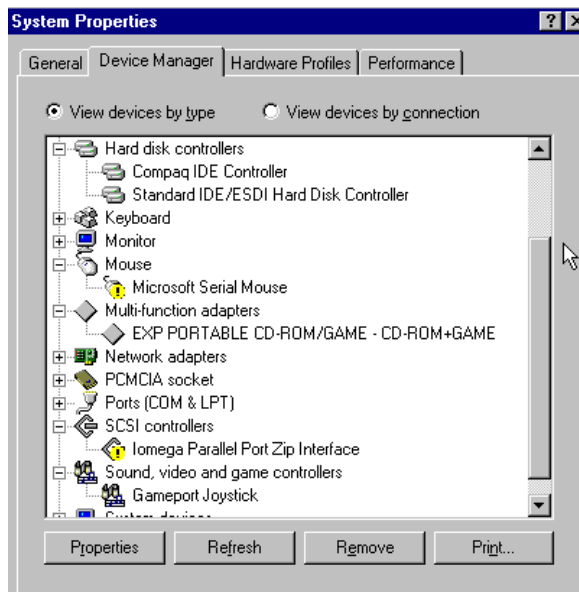 System Properties
General Device Manager Hardware Profiles Performance
View devices by type View devices by connection
Hard disk controllers
Compaq IDE Controller
Standard IDE/ESDI Hard Disk Controller
Keyboard
Monitor
Mouse
Microsoft Serial Mouse
Multi-function adapters
EXP PORTABLE CD-ROM/GAME - CD-ROM+GAME
Network adapters
PCMCIA socket
Ports (COM & LPT)
SCSI controllers
Iomega Parallel Port Zip Interface
Sound, video and game controllers
Gameport Joystick
System devices
Properties Refresh Remove Print...